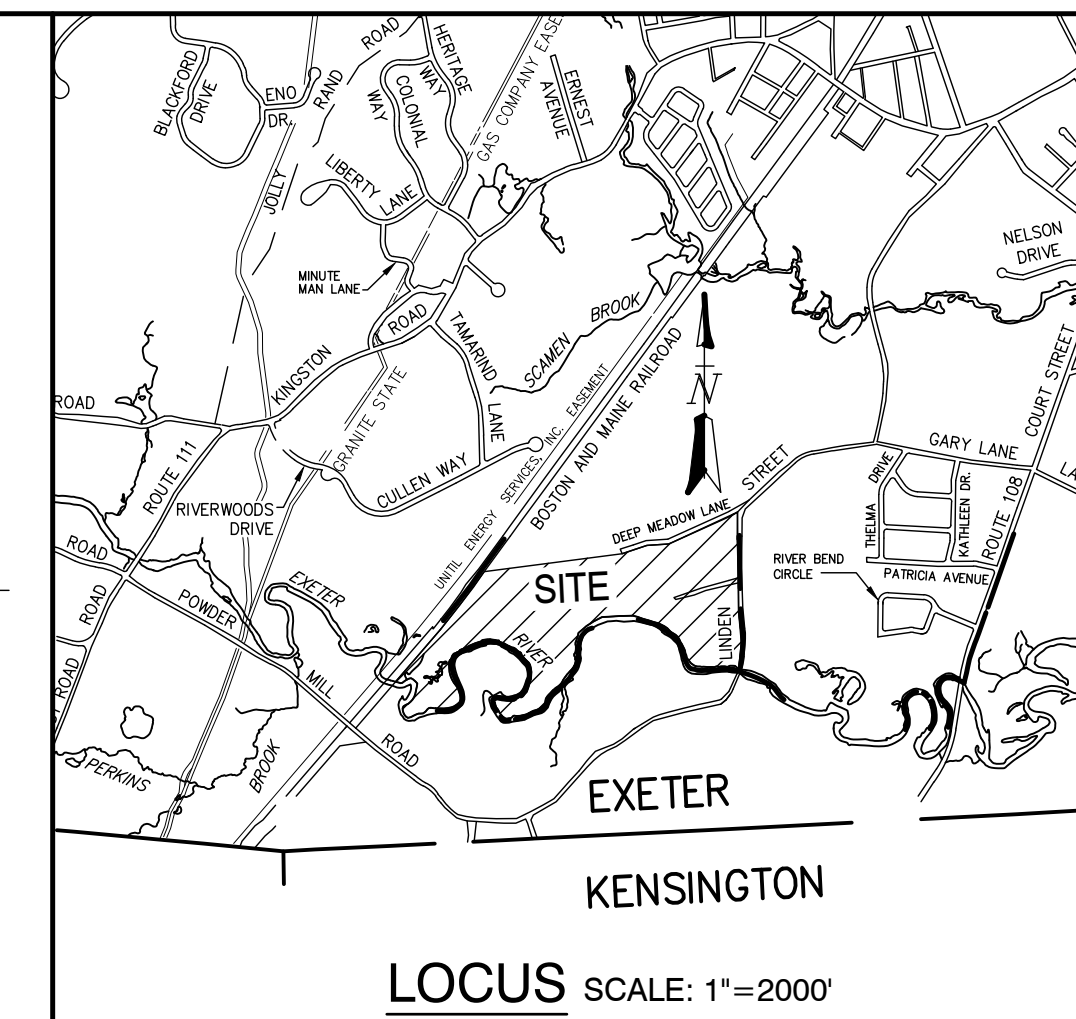 ROAD
HERITAGE
WAY
GAS COMPANY EASE
BLACKFORD
DRIVE
ENO
DR.
RAND
COLONIAL
WAY
ERNEST
AVENUE
JOLLY
LIBERTY
LANE
NELSON
DRIVE
MINUTE
MAN LANE
ROAD
BROOK
SCAMEN
TAMARIND
LANE
KINGSTON
N
COURT STREET
ROAD
GRANITE STATE
UNITIL ENERGY SERVICES, INC. EASEMENT
BOSTON AND MAINE RAILROAD
GARY LANE
LA
STREET
ROUTE 111
CULLEN WAY
THELMA
DRIVE
KATHLEEN DR.
ROUTE 108
RIVERWOODS
DRIVE
DEEP MEADOW LANE
ROAD
RIVER BEND
CIRCLE
PATRICIA AVENUE
SITE
EXETER
RIVER
ROAD
POWDER
MILL
ROAD
LINDEN
ROAD
PERKINS
BROOK
EXETER
KENSINGTON
LOCUS SCALE: 1"=2000'